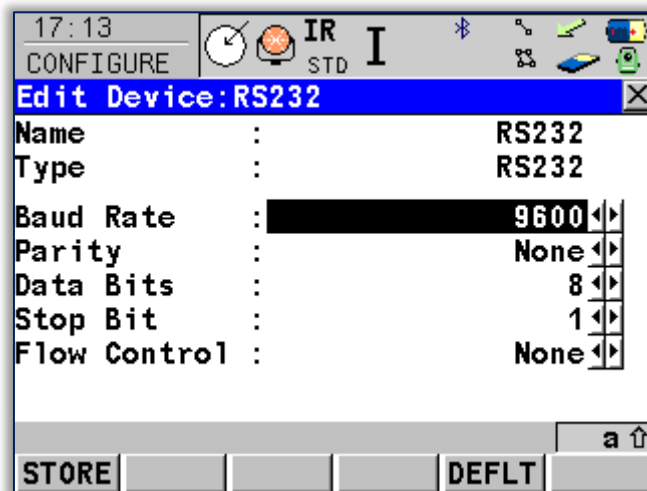 17:13
CONFIGURE
IR
STD
I
Edit Device:RS232
Name : RS232
Type : RS232
Baud Rate : 9600
Parity : None
Data Bits : 8
Stop Bit : 1
Flow Control : None
a
STORE DEFLT